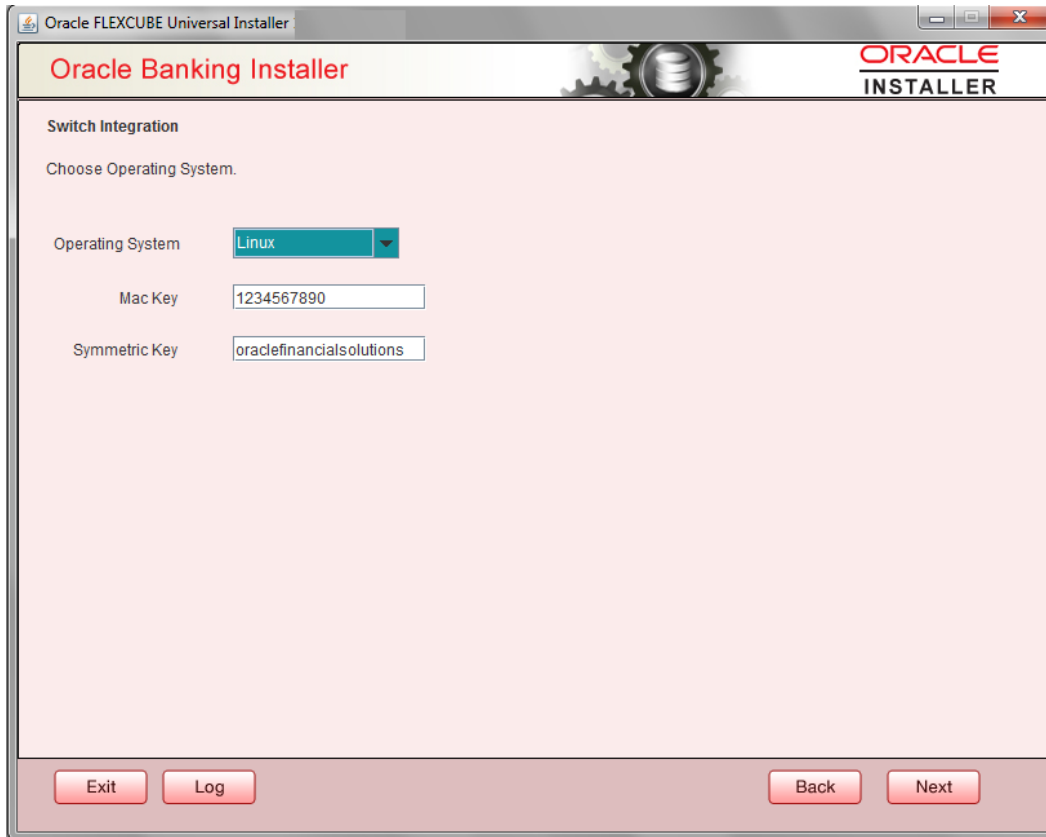 Oracle FLEXCUBE Universal Installer
Oracle Banking Installer
ORACLE
INSTALLER
Switch Integration
Choose Operating System.
Operating System Linux
Mac Key 1234567890
Symmetric Key oraclefinancialsolutions
Exit Log Back Next